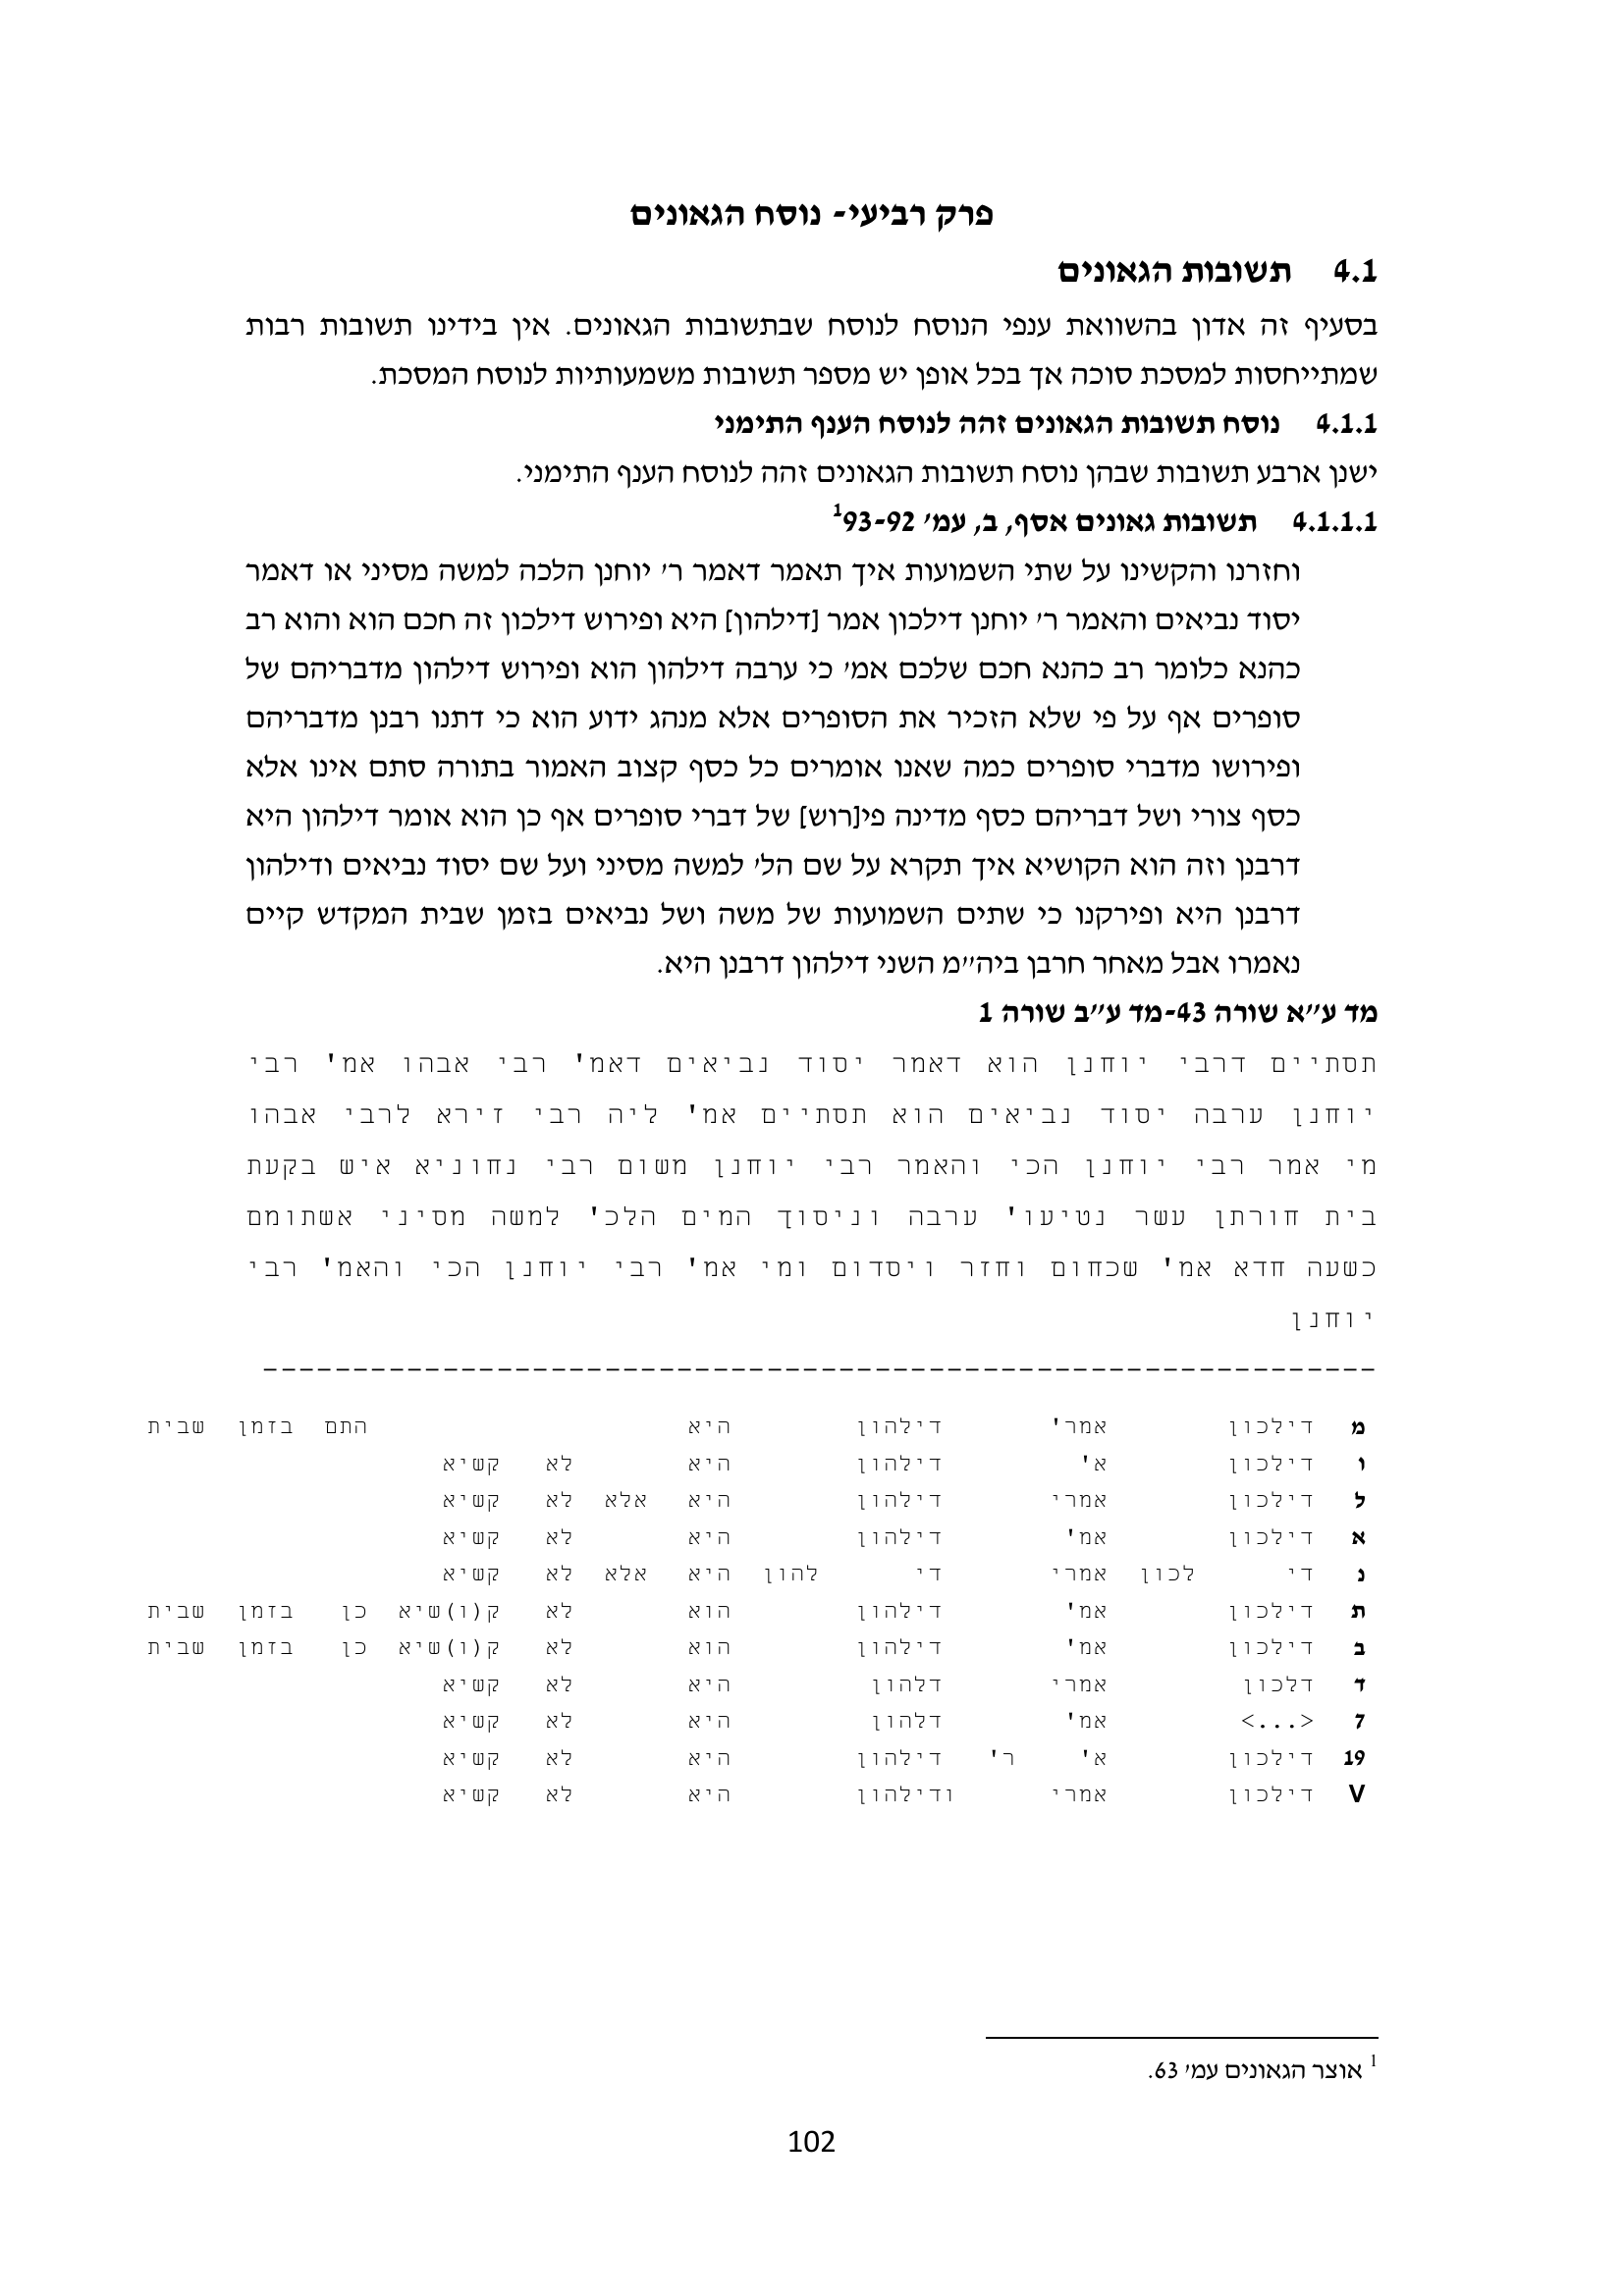 פרק רביעי- נוסח הגאונים
4.1 תשובות הגאונים
בסעיף זה אדון בהשוואת ענפי הנוסח לנוסח שבתשובות הגאונים. אין בידינו תשובות רבות
שמתייחסות למסכת סוכה אך בכל אופן יש מספר תשובות משמעותיות לנוסח המסכת.
4.1.1 נוסח תשובות הגאונים זהה לנוסח הענף התימני
ישנן ארבע תשובות שבהן נוסח תשובות הגאונים זהה לנוסח הענף התימני.
4.1.1.1 תשובות גאונים אסף, ב, עמ' 93-92¹
וחזרנו והקשינו על שתי השמועות איך תאמר דאמר ר' יוחנן הלכה למשה מסיני או דאמר
יסוד נביאים והאמר ר' יוחנן דילכון אמר [דילהון] היא ופירוש דילכון זה חכם הוא והוא רב
כהנא כלומר רב כהנא חכם שלכם אמ' כי ערבה דילהון הוא ופירוש דילהון מדבריהם של
סופרים אף על פי שלא הזכיר את הסופרים אלא מנהג ידוע הוא כי דתנו רבנן מדבריהם
ופירושו מדברי סופרים כמה שאנו אומרים כל כסף קצוב האמור בתורה סתם אינו אלא
כסף צורי ושל דבריהם כסף מדינה פי[רוש] של דברי סופרים אף כן הוא אומר דילהון היא
דרבנן וזה הוא הקושיא איך תקרא על שם הל' למשה מסיני ועל שם יסוד נביאים ודילהון
דרבנן היא ופירקנו כי שתים השמועות של משה ושל נביאים בזמן שבית המקדש קיים
נאמרו אבל מאחר חרבן ביה"מ השני דילהון דרבנן היא.
מד ע"א שורה 43-מד ע"ב שורה 1
תסתיים דרבי יוחנן הוא דאמר יסוד נביאים דאמ' רבי אבהו אמ' רבי
יוחנן ערבה יסוד נביאים הוא תסתיים אמ' ליה רבי זירא לרבי אבהו
מי אמר רבי יוחנן הכי והאמר רבי יוחנן משום רבי נחוניא איש בקעת
בית חורתן עשר נטיעו' ערבה וניסוך המים הלכ' למשה מסיני אשתומם
כשעה חדא אמ' שכחום וחזר ויסדום ומי אמ' רבי יוחנן הכי והאמ' רבי
יוחנן
--------------------------------------------------------------
מ דילכון אמר' דילהון היא התם בזמן שבית
ו דילכון א' דילהון היא לא קשיא
ל דילכון אמרי דילהון היא אלא לא קשיא
א דילכון אמ' דילהון היא לא קשיא
נ די לכון אמרי די להון היא אלא לא קשיא
ת דילכון אמ' דילהון הוא לא ק(ו)שיא כן בזמן שבית
ב דילכון אמ' דילהון הוא לא ק(ו)שיא כן בזמן שבית
ד דלכון אמרי דלהון היא לא קשיא
7 <...> אמ' דלהון היא לא קשיא
19 דילכון א' ר' דילהון היא לא קשיא
V דילכון אמרי ודילהון היא לא קשיא
¹ אוצר הגאונים עמ' 63.
102